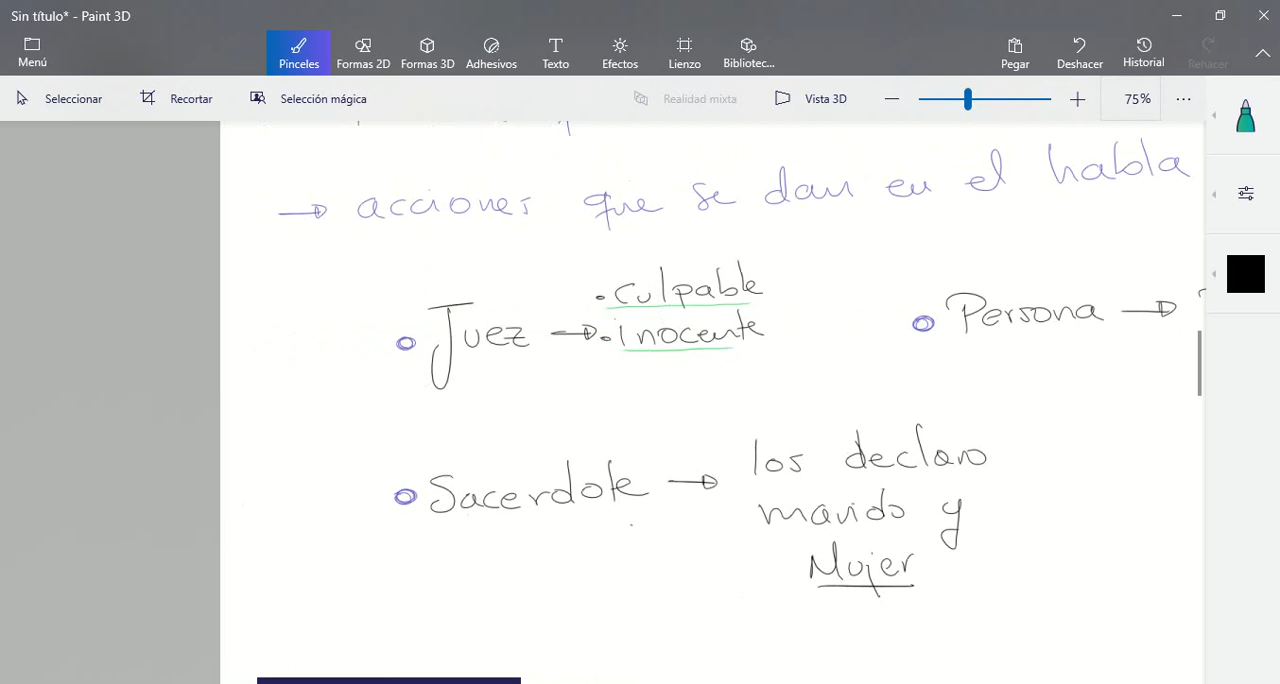 Sin título* - Paint 3D
Menú
Pinceles
Formas 2D
Formas 3D
Adhesivos
Texto
Efectos
Lienzo
Bibliotec...
Pegar
Deshacer
Historial
Rehacer
Seleccionar
Recortar
Selección mágica
Realidad mixta
Vista 3D
75%
→ acciones que se dan en el habla
• Juez → • culpable
• inocente
• Persona →
• Sacerdote → los declaro
marido y
Mujer